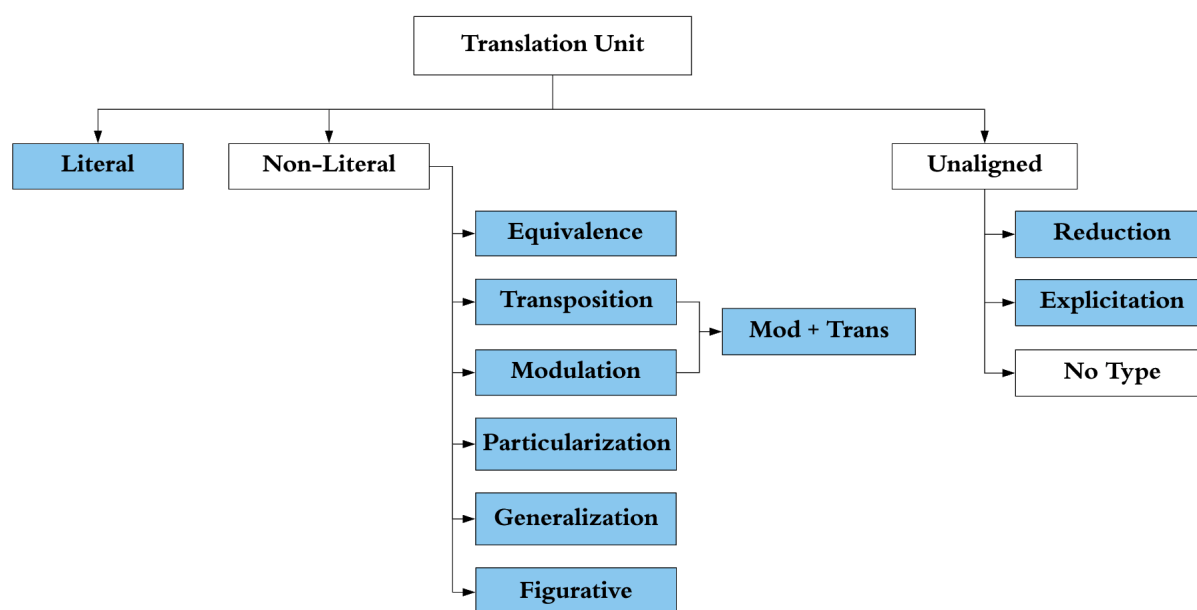 Translation Unit
Literal
Non-Literal
Unaligned
Equivalence
Transposition
Modulation
Mod + Trans
Particularization
Generalization
Figurative
Reduction
Explicitation
No Type